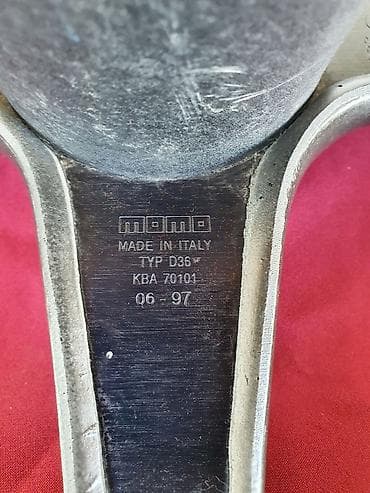 momo
MADE IN ITALY
TYP D36
KBA 70101
06 - 97